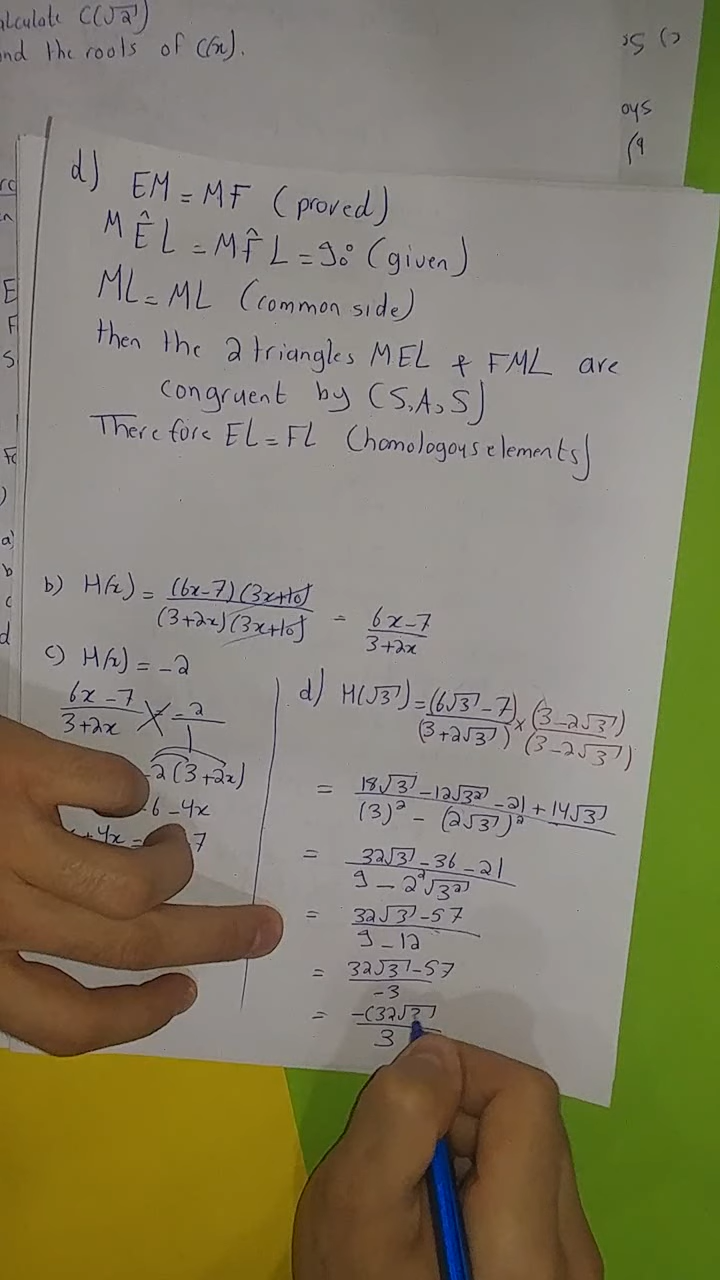 alculate C(√2)
nd the roots of C(x).
d) EM = MF (proved)
MÊL = MF̂L = 90° (given)
ML = ML (common side)
then the 2 triangles MEL & FML are
congruent by (S,A,S)
Therefore EL = FL (homologous elements)
b) H(x) = (6x-7)(3x+10) / (3+2x)(3x+10) = 6x-7 / 3+2x
c) H(x) = -2
6x-7 / 3+2x = -2 / 1
-2(3+2x)
-6-4x
+4x =
7
d) H(√3) = (6√3-7) / (3+2√3) × (3-2√3) / (3-2√3)
= 18√3 - 12√3² - 21 + 14√3 / (3)² - (2√3)²
= 32√3 - 36 - 21 / 9 - 2²√3²
= 32√3 - 57 / 9 - 12
= 32√3 - 57 / -3
= -(32√3 / 3